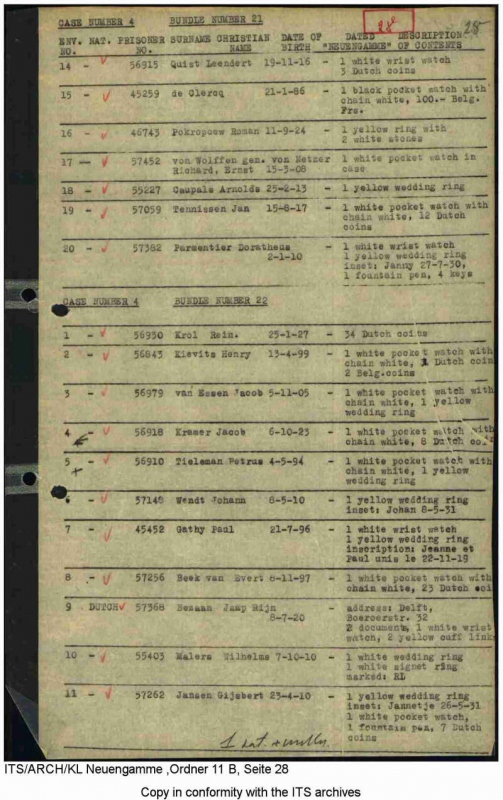 CASE NUMBER 4 BUNDLE NUMBER 21 28 28
ENV. NAT. PRISONER SURNAME CHRISTIAN DATE OF DATED DESCRIPTION
NO. NO. NAME BIRTH "NEUENGAMME" OF CONTENTS
14 - 56915 Quist Leendert 19-11-16 - 1 white wrist watch
3 Dutch coins
15 - 45259 de Clercq 21-1-86 - 1 black pocket watch with
chain white, 100.- Belg.
Frs.
16 - 46743 Pokropsew Roman 11-9-24 - 1 yellow ring with
2 white stones
17 - 57452 von Wolffen gen. von Metzer 1 white pocket watch in
Richard, Ernst 15-3-08 case
18 - 55227 Caupals Arnolds 25-2-13 - 1 yellow wedding ring
19 - 57059 Tennissen Jan 15-8-17 - 1 white pocket watch with
chain white, 12 Dutch
coins
20 - 57382 Parmentier Doratheus - 1 white wrist watch
2-1-10 1 yellow wedding ring
inset: Janny 27-7-30,
1 fountain pen, 4 keys
CASE NUMBER 4 BUNDLE NUMBER 22
1 - 56950 Krol Rein. 25-1-27 - 34 Dutch coins
2 - 56843 Kievits Henry 13-4-99 - 1 white pocket watch with
chain white, 1 Dutch coin
2 Belg.coins
3 - 56979 van Essen Jacob 5-11-05 - 1 white pocket watch with
chain white, 1 yellow
wedding ring
4 - 56918 Kramer Jacob 6-10-23 - 1 white pocket watch with
chain white, 8 Dutch co
5 - 56910 Tieleman Petrus 4-5-94 - 1 white pocket watch with
chain white, 1 yellow
wedding ring
6 - 57148 Wendt Johann 8-5-10 - 1 yellow wedding ring
inset: Johan 8-5-31
7 - 45452 Gathy Paul 21-7-96 - 1 white wrist watch
1 yellow wedding ring
inscription: Jeanne et
Paul unis le 22-11-19
8 - 57256 Beek van Evert 8-11-97 - 1 white pocket watch with
chain white, 23 Dutch coi
9 DUTCH 57368 Bezaan Jaap Rijn - address: Delft,
8-7-20 Boeroerstr. 32
2 documents, 1 white wrist
watch, 2 yellow cuff links
10 - 55403 Malers Wilhelms 7-10-10 - 1 white wedding ring
1 white signet ring
marked: RL
11 - 57262 Jansen Gijsbert 23-4-10 - 1 yellow wedding ring
inset: Jannetje 26-5-31
1 white pocket watch,
1 fountain pen, 7 Dutch
coins
ITS/ARCH/KL Neuengamme ,Ordner 11 B, Seite 28
Copy in conformity with the ITS archives